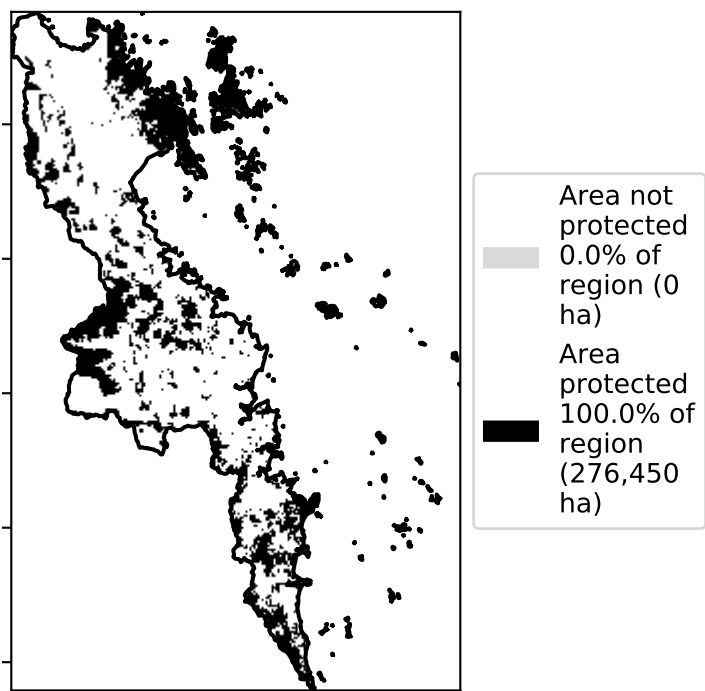 Area not
protected
0.0% of
region (0
ha)
Area
protected
100.0% of
region
(276,450
ha)